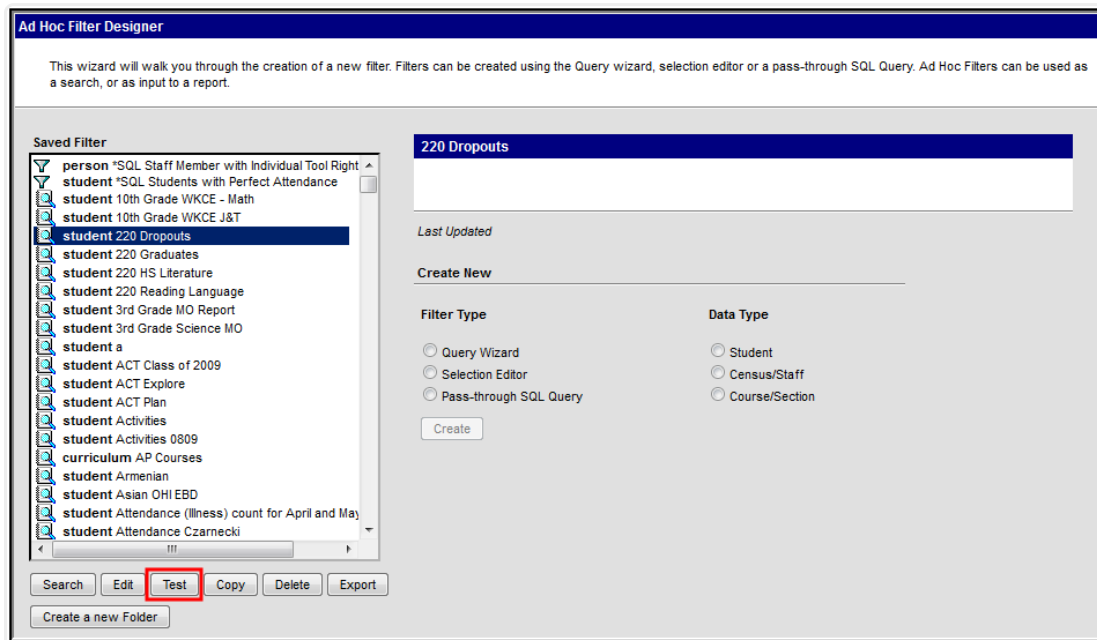 Ad Hoc Filter Designer
This wizard will walk you through the creation of a new filter. Filters can be created using the Query wizard, selection editor or a pass-through SQL Query. Ad Hoc Filters can be used as
a search, or as input to a report.
Saved Filter
person *SQL Staff Member with Individual Tool Right
student *SQL Students with Perfect Attendance
student 10th Grade WKCE - Math
student 10th Grade WKCE J&T
student 220 Dropouts
student 220 Graduates
student 220 HS Literature
student 220 Reading Language
student 3rd Grade MO Report
student 3rd Grade Science MO
student a
student ACT Class of 2009
student ACT Explore
student ACT Plan
student Activities
student Activities 0809
curriculum AP Courses
student Armenian
student Asian OHI EBD
student Attendance (Illness) count for April and May
student Attendance Czarnecki
Search Edit Test Copy Delete Export
Create a new Folder
220 Dropouts
Last Updated
Create New
Filter Type Data Type
Query Wizard Student
Selection Editor Census/Staff
Pass-through SQL Query Course/Section
Create